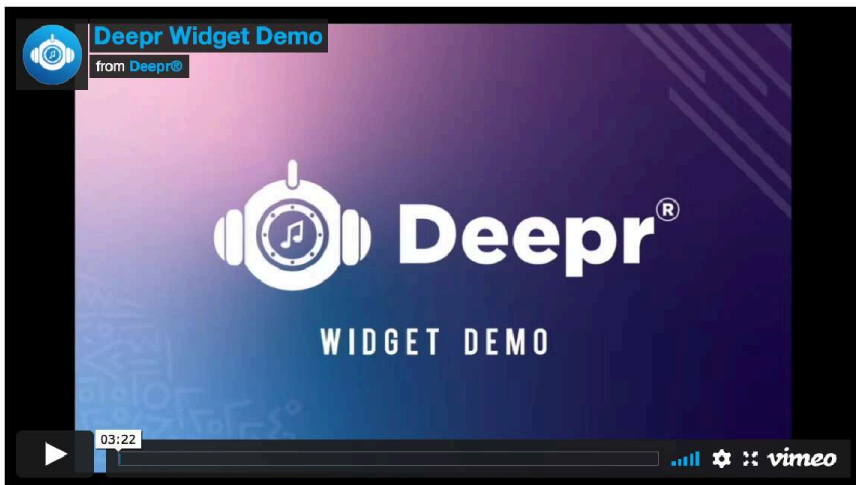 Deepr Widget Demo
from Deepr®
Deepr®
WIDGET DEMO
03:22
vimeo